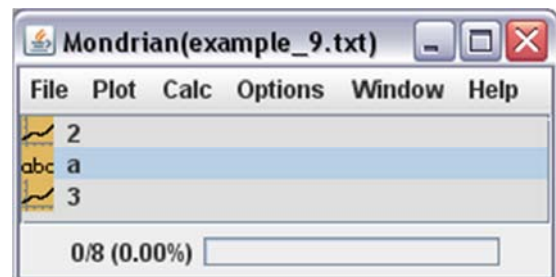 Mondrian(example_9.txt)
File Plot Calc Options Window Help
2
abc a
3
0/8 (0.00%)